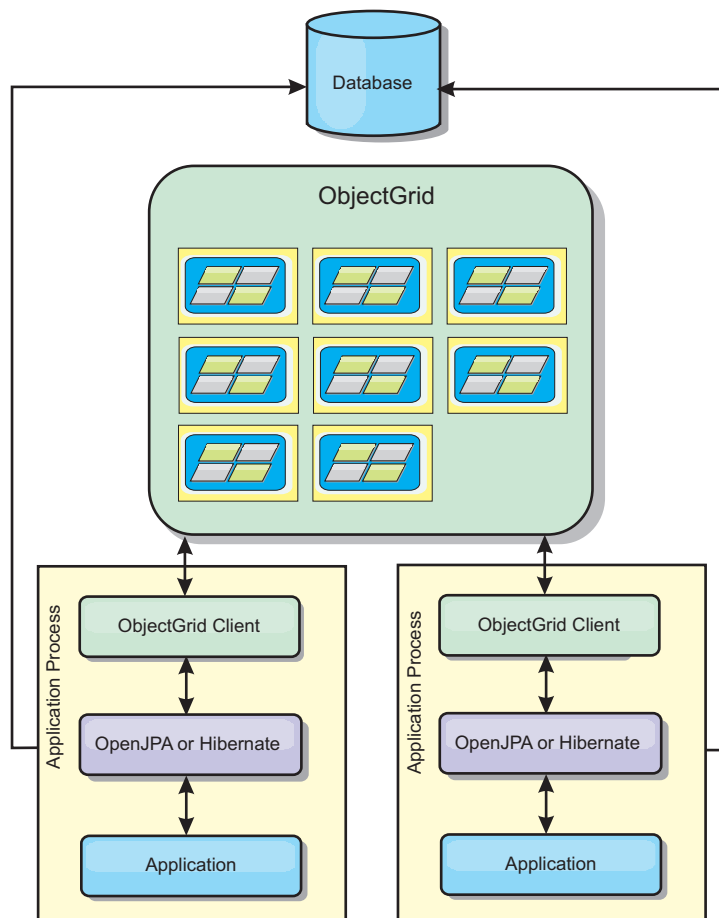 Database
ObjectGrid
Application Process
ObjectGrid Client
OpenJPA or Hibernate
Application
Application Process
ObjectGrid Client
OpenJPA or Hibernate
Application